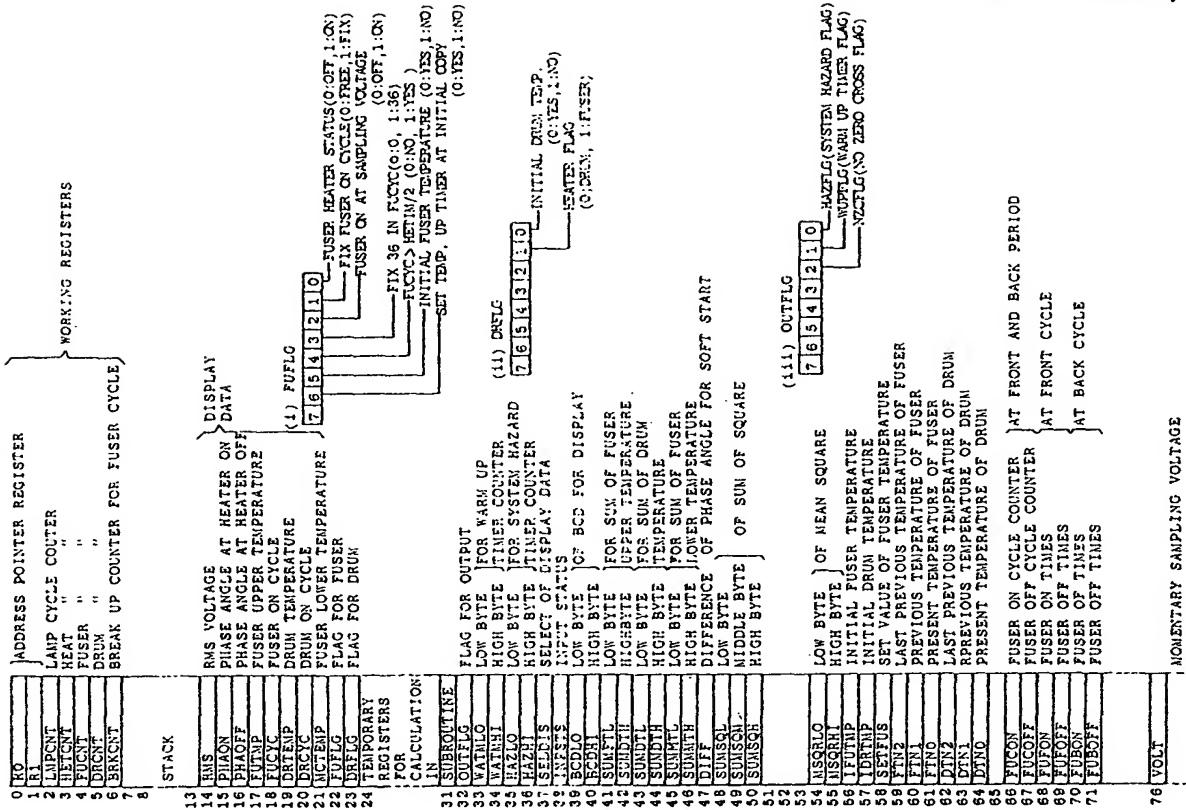 0 R0 ADDRESS POINTER REGISTER
1 R1
2 LMPCNT LAMP CYCLE COUTER
3 HETCNT HEAT " "
4 FUCNT FUSER " "
5 DRCNT DRUM " "
6 BRKCNT BREAK UP COUNTER FOR FUSER CYCLE
WORKING REGISTERS
7
8
STACK
13
14 RMS RMS VOLTAGE
15 PHAON PHASE ANGLE AT HEATER ON
16 PHAOFF PHASE ANGLE AT HEATER OFF
17 FUTMP FUSER UPPER TEMPERATURE
18 FUCYC FUSER ON CYCLE
19 DRTEMP DRUM TEMPERATURE
20 DRCYC DRUM ON CYCLE
21 MCTEMP FUSER LOWER TEMPERATURE
DISPLAY DATA
22 FUFLG FLAG FOR FUSER
23 DRFLG FLAG FOR DRUM
24 TEMPORARY
REGISTERS
FOR
CALCULATION
IN
31 SUBROUTINE
32 OUTFLG FLAG FOR OUTPUT
33 WATMLO LOW BYTE FOR WARM UP
34 WATMHI HIGH BYTE TIMER COUNTER
35 HAZLO LOW BYTE FOR SYSTEM HAZARD
36 HAZHI HIGH BYTE TIMER COUNTER
37 SELDIS SELECT OF DISPLAY DATA
38 INPSTS INPUT STATUS
39 BCDLO LOW BYTE OF BCD FOR DISPLAY
40 BCDHI HIGH BYTE
41 SUMFTL LOW BYTE FOR SUM OF FUSER
42 SUMDTH HIGHBYTE UPPER TEMPERATURE
43 SUMDTL LOW BYTE FOR SUM OF DRUM
44 SUNDTH HIGH BYTE TEMPERATURE
45 SUMMTL LOW BYTE FOR SUM OF FUSER
46 SUMMTH HIGH BYTE LOWER TEMPERATURE
47 DIFF DIFFERENCE OF PHASE ANGLE FOR SOFT START
48 SUMSQL LOW BYTE
49 SUMSQM MIDDLE BYTE OF SUM OF SQUARE
50 SUMSQH HIGH BYTE
51
52
53
54 MSQRLO LOW BYTE OF MEAN SQUARE
55 MSQRHI HIGH BYTE
56 IFUTMP INITIAL FUSER TEMPERATURE
57 IDRTMP INITIAL DRUM TEMPERATURE
58 SETFUS SET VALUE OF FUSER TEMPERATURE
59 FTN2 LAST PREVIOUS TEMPERATURE OF FUSER
60 FTN1 PREVIOUS TEMPERATURE OF FUSER
61 FTNO PRESENT TEMPERATURE OF FUSER
62 DTN2 LAST PREVIOUS TEMPERATURE OF DRUM
63 DTN1 RPREVIOUS TEMPERATURE OF DRUM
64 DTNO PRESENT TEMPERATURE OF DRUM
65
66 FUCON FUSER ON CYCLE COUNTER
67 FUCOFF FUSER OFF CYCLE COUNTER
AT FRONT AND BACK PERIOD
68 FUFON FUSER ON TIMES
69 FUFOFF FUSER OFF TIMES
AT FRONT CYCLE
70 FUBON FUSER OF TIMES
71 FUBOFF FUSER OFF TIMES
AT BACK CYCLE
76 VOLT MOMENTARY SAMPLING VOLTAGE
(i) FUFLG
7 6 5 4 3 2 1 0
FUSER HEATER STATUS(0:OFF,1:ON)
FIX FUSER ON CYCLE(0:FREE,1:FIX)
FUSER ON AT SAMPLING VOLTAGE
(0:OFF,1:ON)
FIX 36 IN FUCYC(0:0, 1:36)
FUCYC>HETIM/2 (0:NO, 1:YES )
INITIAL FUSER TEMPERATURE (0:YES,1:NO)
SET TEMP. UP TIMER AT INITIAL COPY
(0:YES,1:NO)
(ii) DRFLG
7 6 5 4 3 2 1 0
INITIAL DRUM TEMP.
(0:YES,1:NO)
HEATER FLAG
(0:DRUM, 1:FUSER)
(iii) OUTFLG
7 6 5 4 3 2 1 0
HAZFLG(SYSTEM HAZARD FLAG)
WUPFLG(WARM UP TIMER FLAG)
NZCFLG(NO ZERO CROSS FLAG)